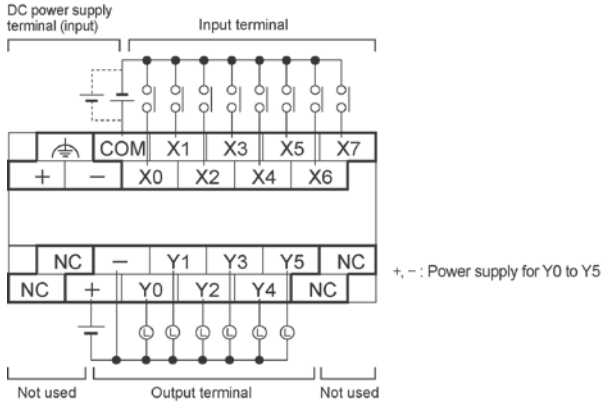 DC power supply
terminal (input)
Input terminal
COM X1 X3 X5 X7
+ − X0 X2 X4 X6
NC − Y1 Y3 Y5 NC
NC + Y0 Y2 Y4 NC
+, − : Power supply for Y0 to Y5
L L L L L L
Not used Output terminal Not used